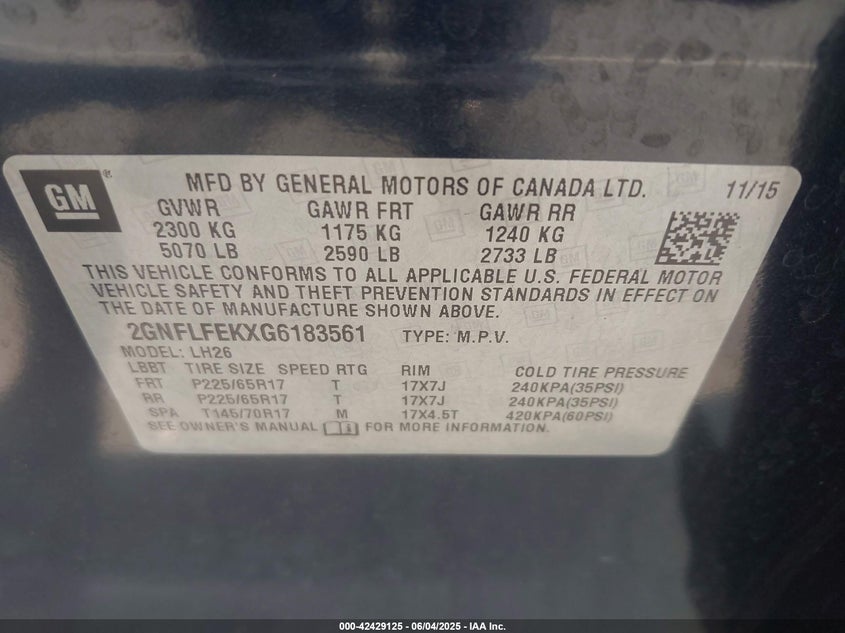 GM ®
MFD BY GENERAL MOTORS OF CANADA LTD. 11/15
GVWR GAWR FRT GAWR RR
2300 KG 1175 KG 1240 KG
5070 LB 2590 LB 2733 LB
THIS VEHICLE CONFORMS TO ALL APPLICABLE U.S. FEDERAL MOTOR
VEHICLE SAFETY AND THEFT PREVENTION STANDARDS IN EFFECT ON
THE DATE OF MANUFACTURE SHOWN ABOVE.
2GNFLFEKXG6183561 TYPE: M.P.V.
MODEL: LH26
LBBT TIRE SIZE SPEED RTG RIM COLD TIRE PRESSURE
FRT P225/65R17 T 17X7J 240KPA(35PSI)
RR P225/65R17 T 17X7J 240KPA(35PSI)
SPA T145/70R17 M 17X4.5T 420KPA(60PSI)
SEE OWNER'S MANUAL FOR MORE INFORMATION.
000-42429125 - 06/04/2025 - IAA Inc.